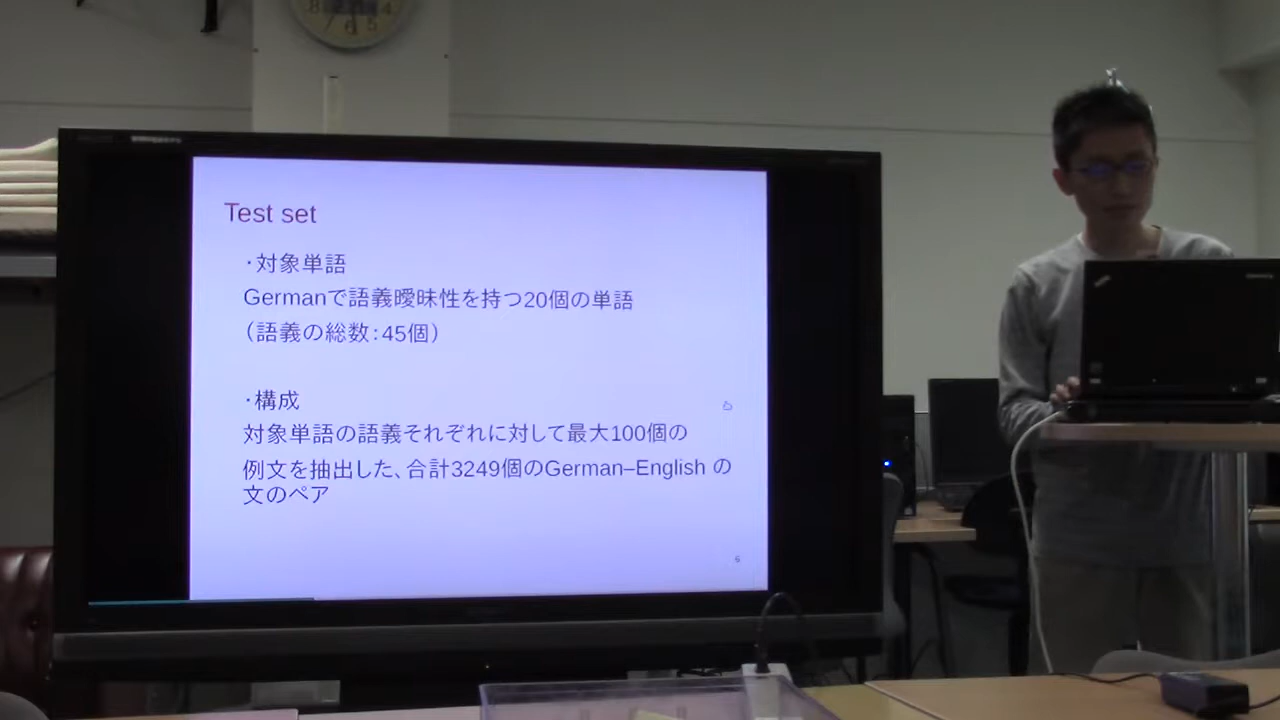 8
4
6
5
Test set
・対象単語
Germanで語義曖昧性を持つ20個の単語
（語義の総数：45個）
・構成
対象単語の語義それぞれに対して最大100個の
例文を抽出した、合計3249個のGerman–English の
文のペア